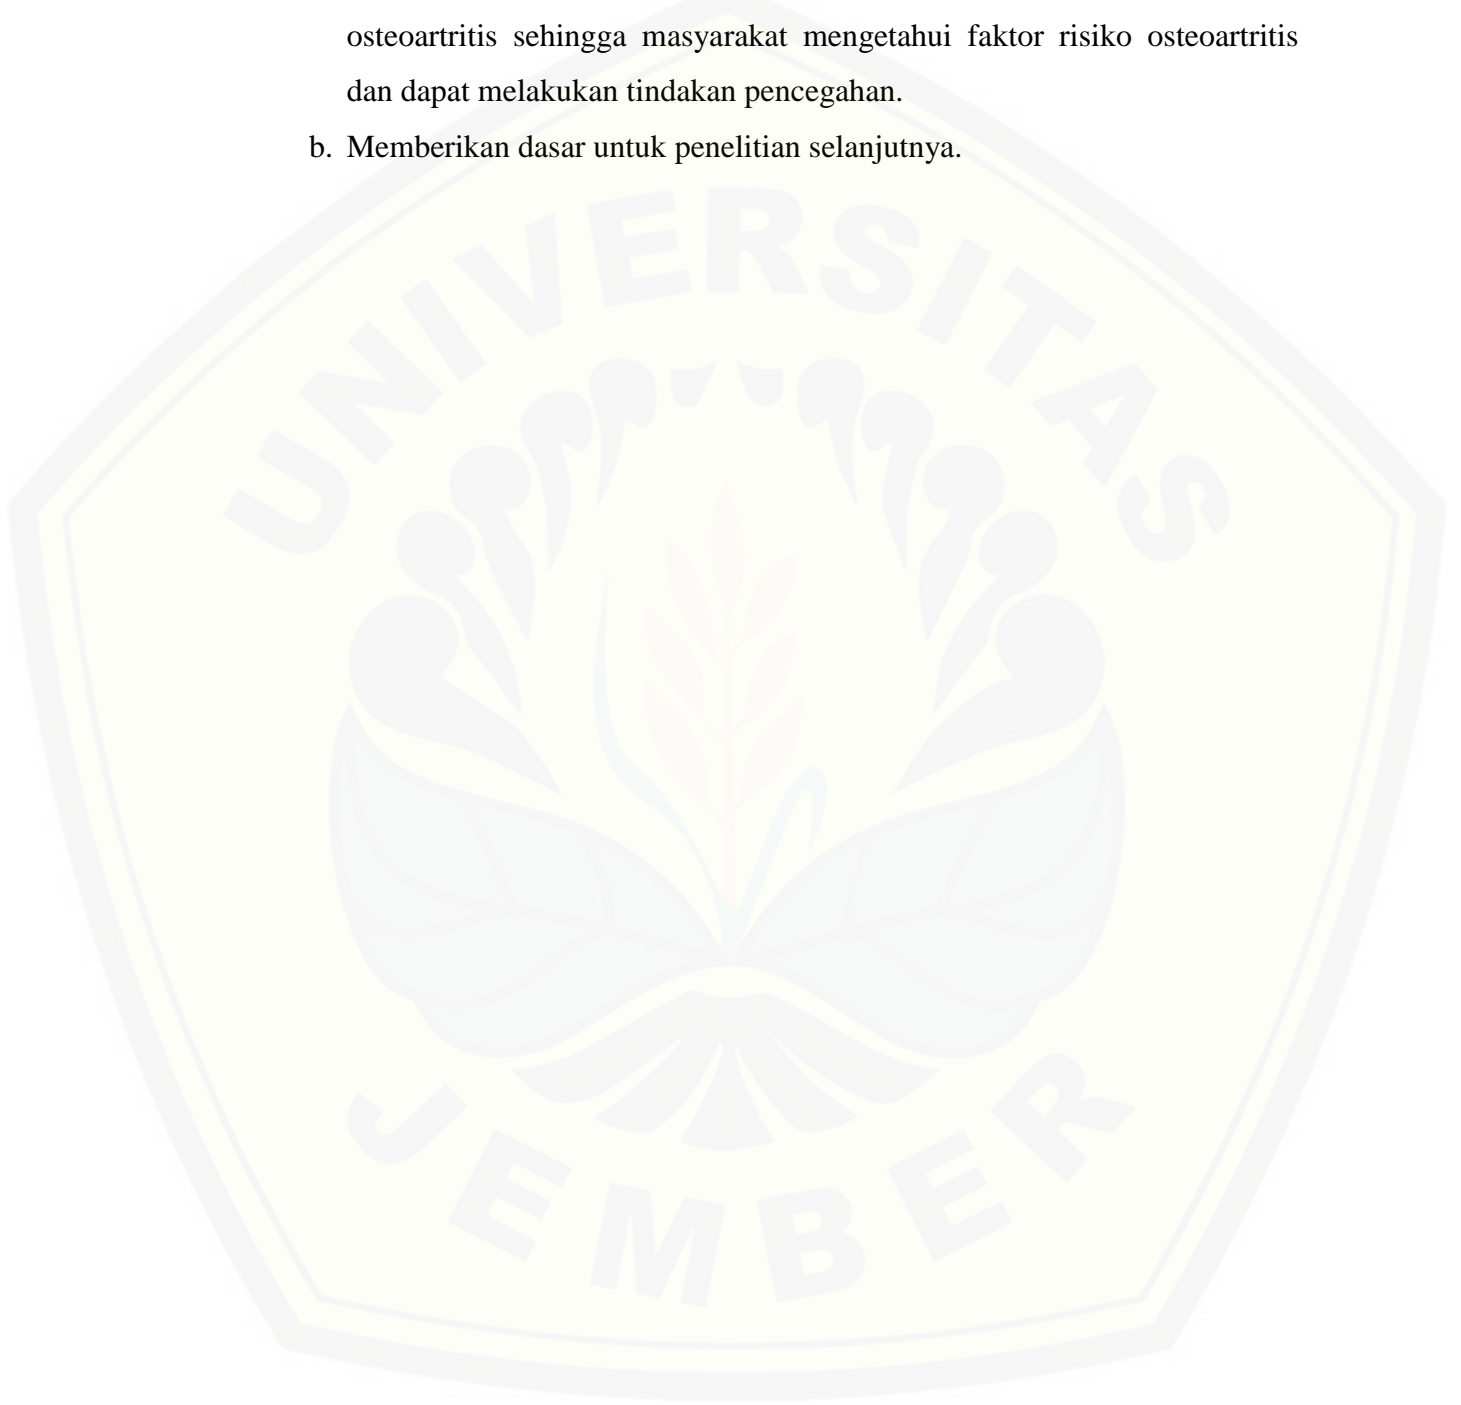 osteoartritis sehingga masyarakat mengetahui faktor risiko osteoartritis
dan dapat melakukan tindakan pencegahan.
b. Memberikan dasar untuk penelitian selanjutnya.
UNIVERSITAS
JEMBER